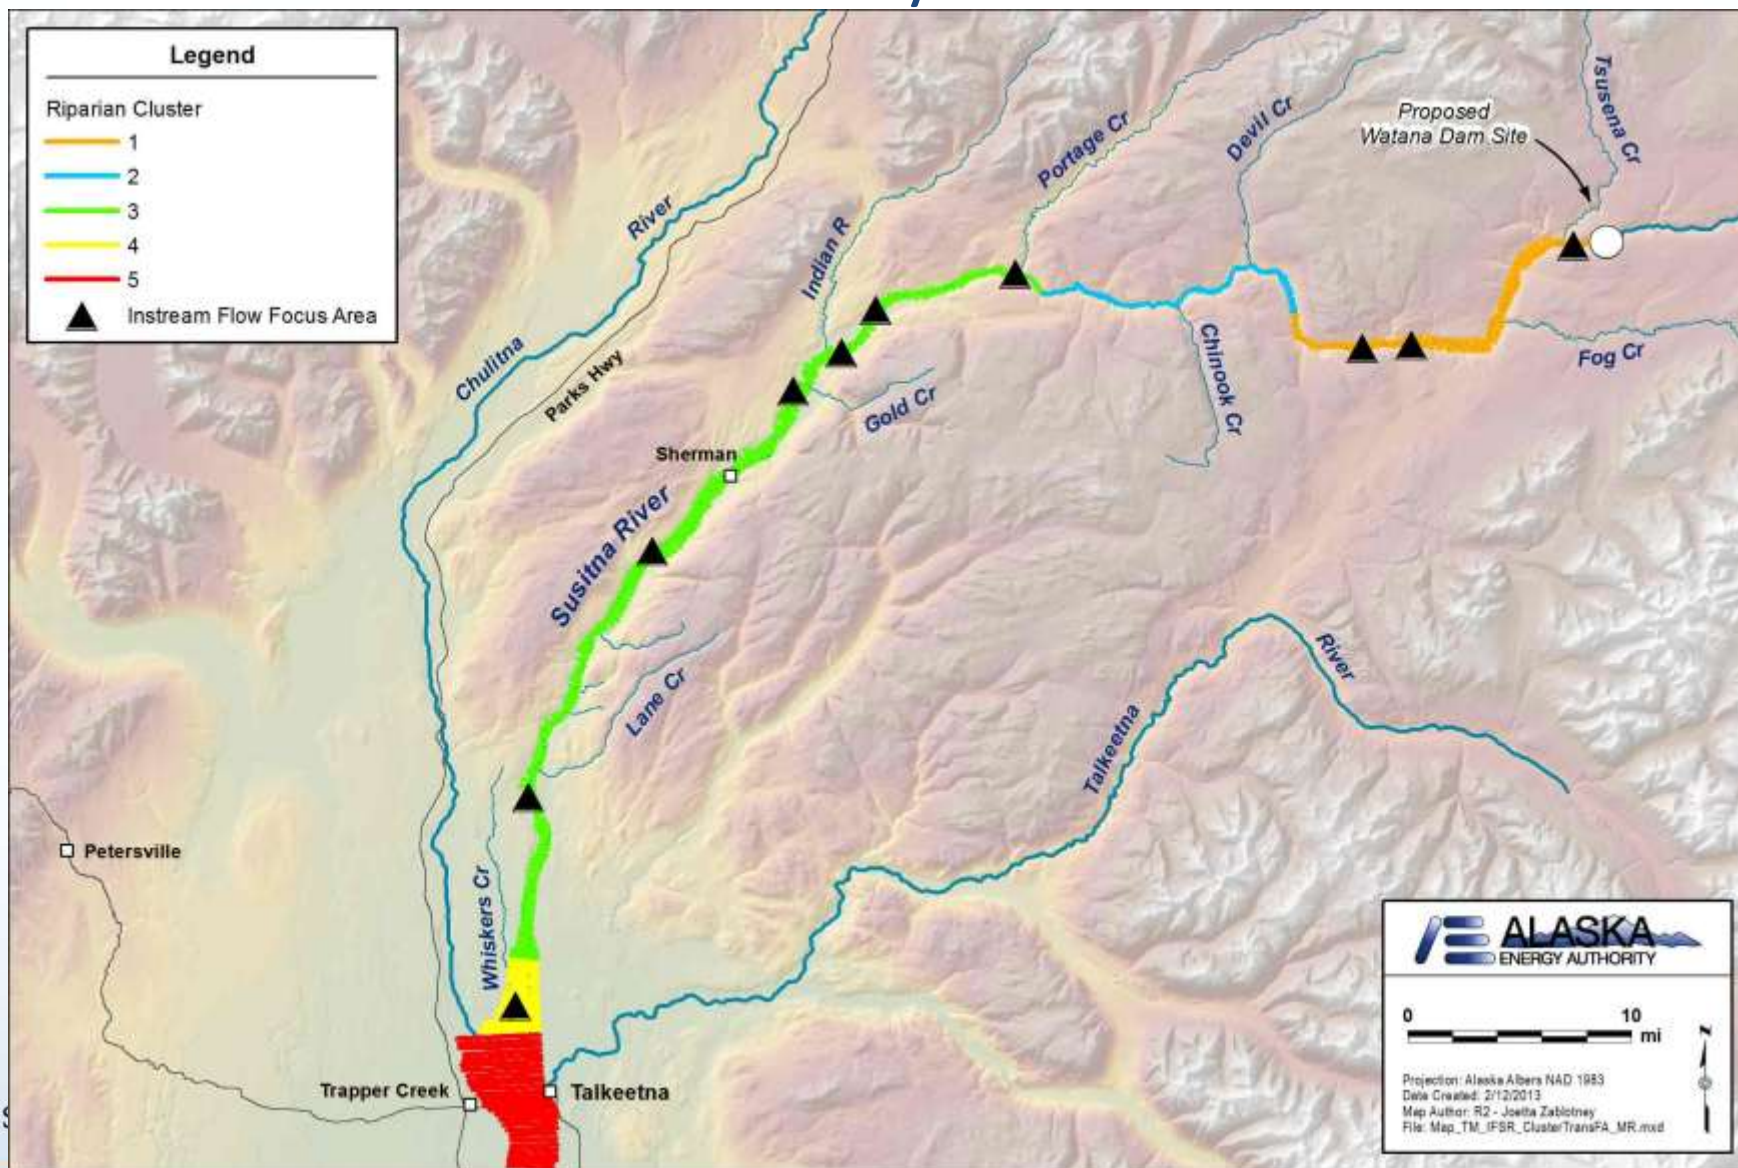 Legend
Riparian Cluster
1
2
3
4
5
Instream Flow Focus Area
Chulitna
River
Parks Hwy
Indian R
Portage Cr
Devil Cr
Proposed
Watana Dam Site
Tsusena Cr
Fog Cr
Chinook Cr
Gold Cr
Sherman
Susitna River
Lane Cr
Talkeetna
River
Whiskers Cr
Petersville
Trapper Creek
Talkeetna
ALASKA
ENERGY AUTHORITY
0 10
mi
N
Projection: Alaska Albers NAD 1983
Date Created: 2/12/2013
Map Author: R2 - Joetta Zablotney
File: Map_TM_IFSR_ClusterTransFA_MR.mxd